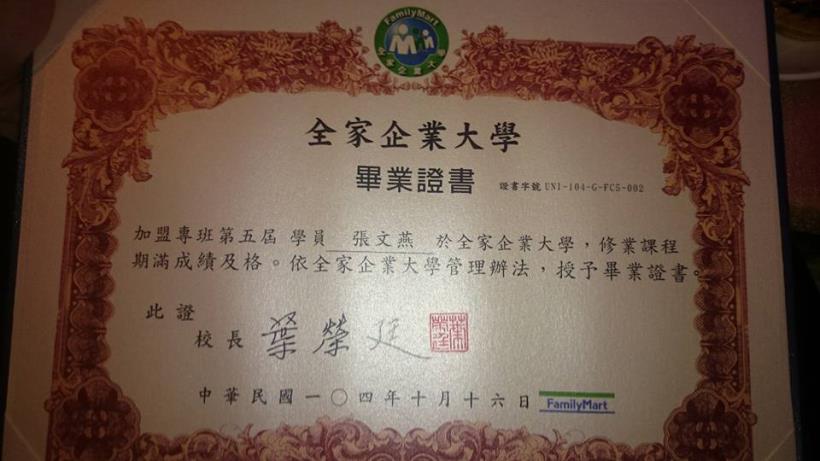 FamilyMart
全家企業大學
全家企業大學
畢業證書
證書字號 UNI-104-G-FC5-002
加盟專班第五屆 學員 張文燕 於全家企業大學，修業課程
期滿成績及格。依全家企業大學管理辦法，授予畢業證書。
此證
校長 葉榮廷
中華民國一〇四年十月十六日 FamilyMart